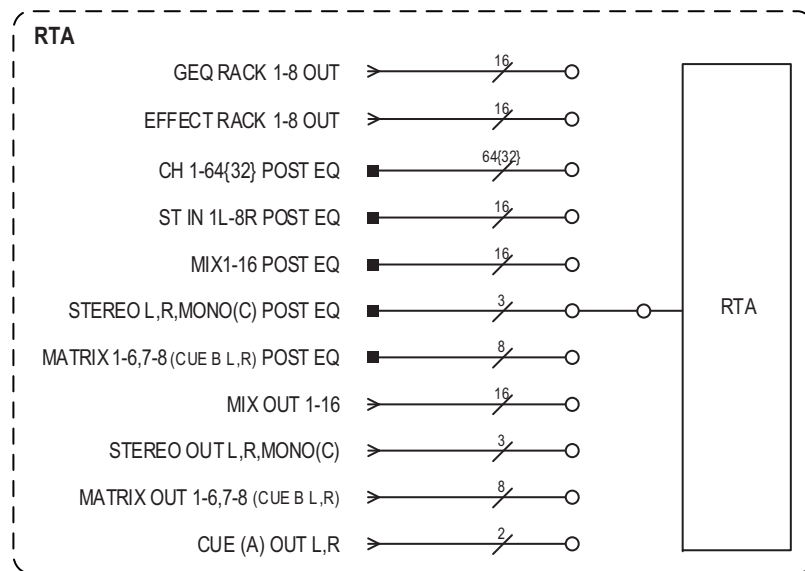 RTA
GEQ RACK 1-8 OUT 16
EFFECT RACK 1-8 OUT 16
CH 1-64{32} POST EQ 64{32}
ST IN 1L-8R POST EQ 16
MIX1-16 POST EQ 16
STEREO L,R,MONO(C) POST EQ 3 RTA
MATRIX 1-6,7-8 (CUE B L,R) POST EQ 8
MIX OUT 1-16 16
STEREO OUT L,R,MONO(C) 3
MATRIX OUT 1-6,7-8 (CUE B L,R) 8
CUE (A) OUT L,R 2